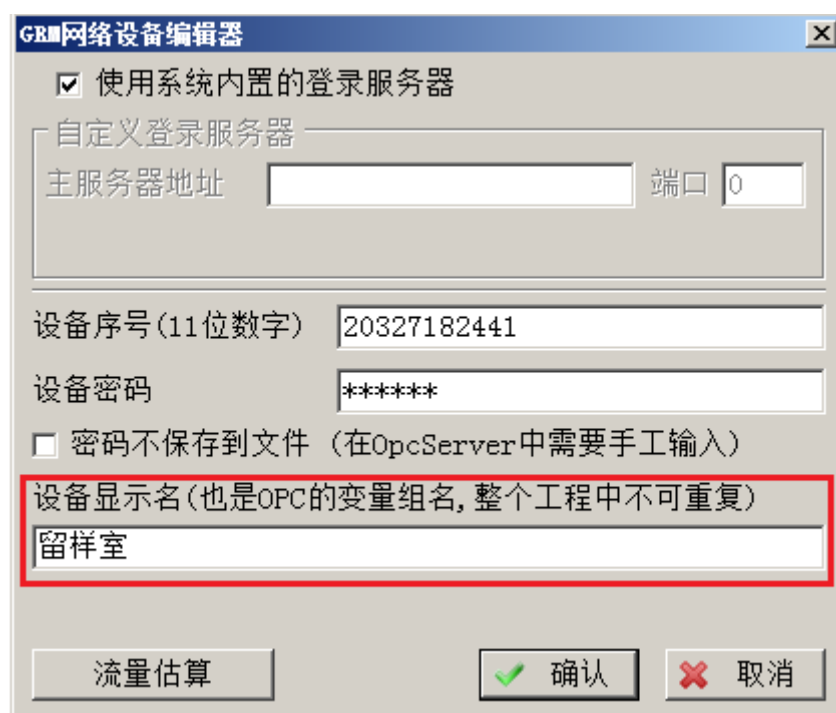 GRM网络设备编辑器
使用系统内置的登录服务器
自定义登录服务器
主服务器地址 端口 0
设备序号(11位数字) 20327182441
设备密码 ******
密码不保存到文件 (在OpcServer中需要手工输入)
设备显示名(也是OPC的变量组名,整个工程中不可重复)
留样室
流量估算 确认 取消